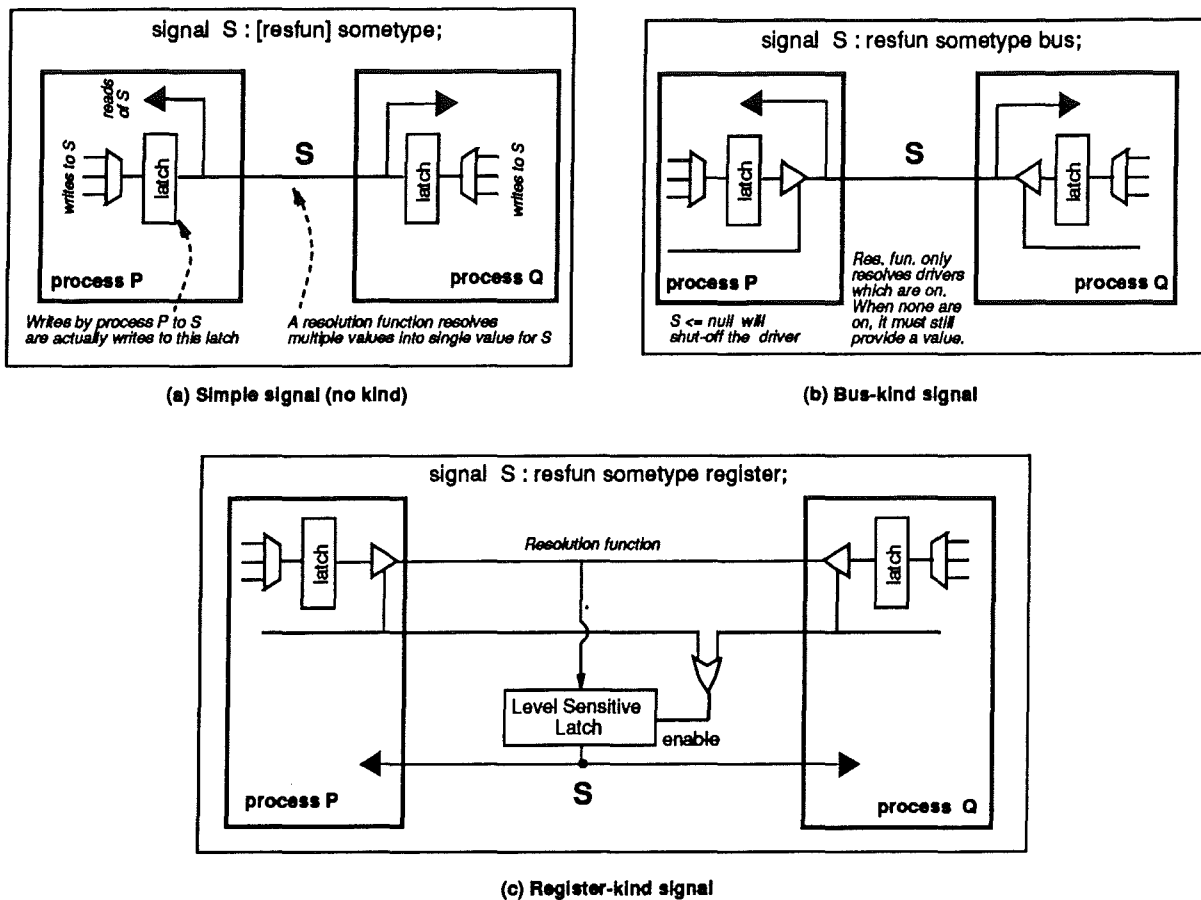 signal S : [resfun] sometype;
reads
of S
writes to S
latch
S
latch
writes to S
process P
process Q
Writes by process P to S
are actually writes to this latch
A resolution function resolves
multiple values into single value for S
(a) Simple signal (no kind)
signal S : resfun sometype bus;
latch
S
latch
process P
process Q
S <= null will
shut-off the driver
Res. fun. only
resolves drivers
which are on.
When none are
on, it must still
provide a value.
(b) Bus-kind signal
signal S : resfun sometype register;
latch
Resolution function
latch
Level Sensitive
Latch
enable
S
process P
process Q
(c) Register-kind signal